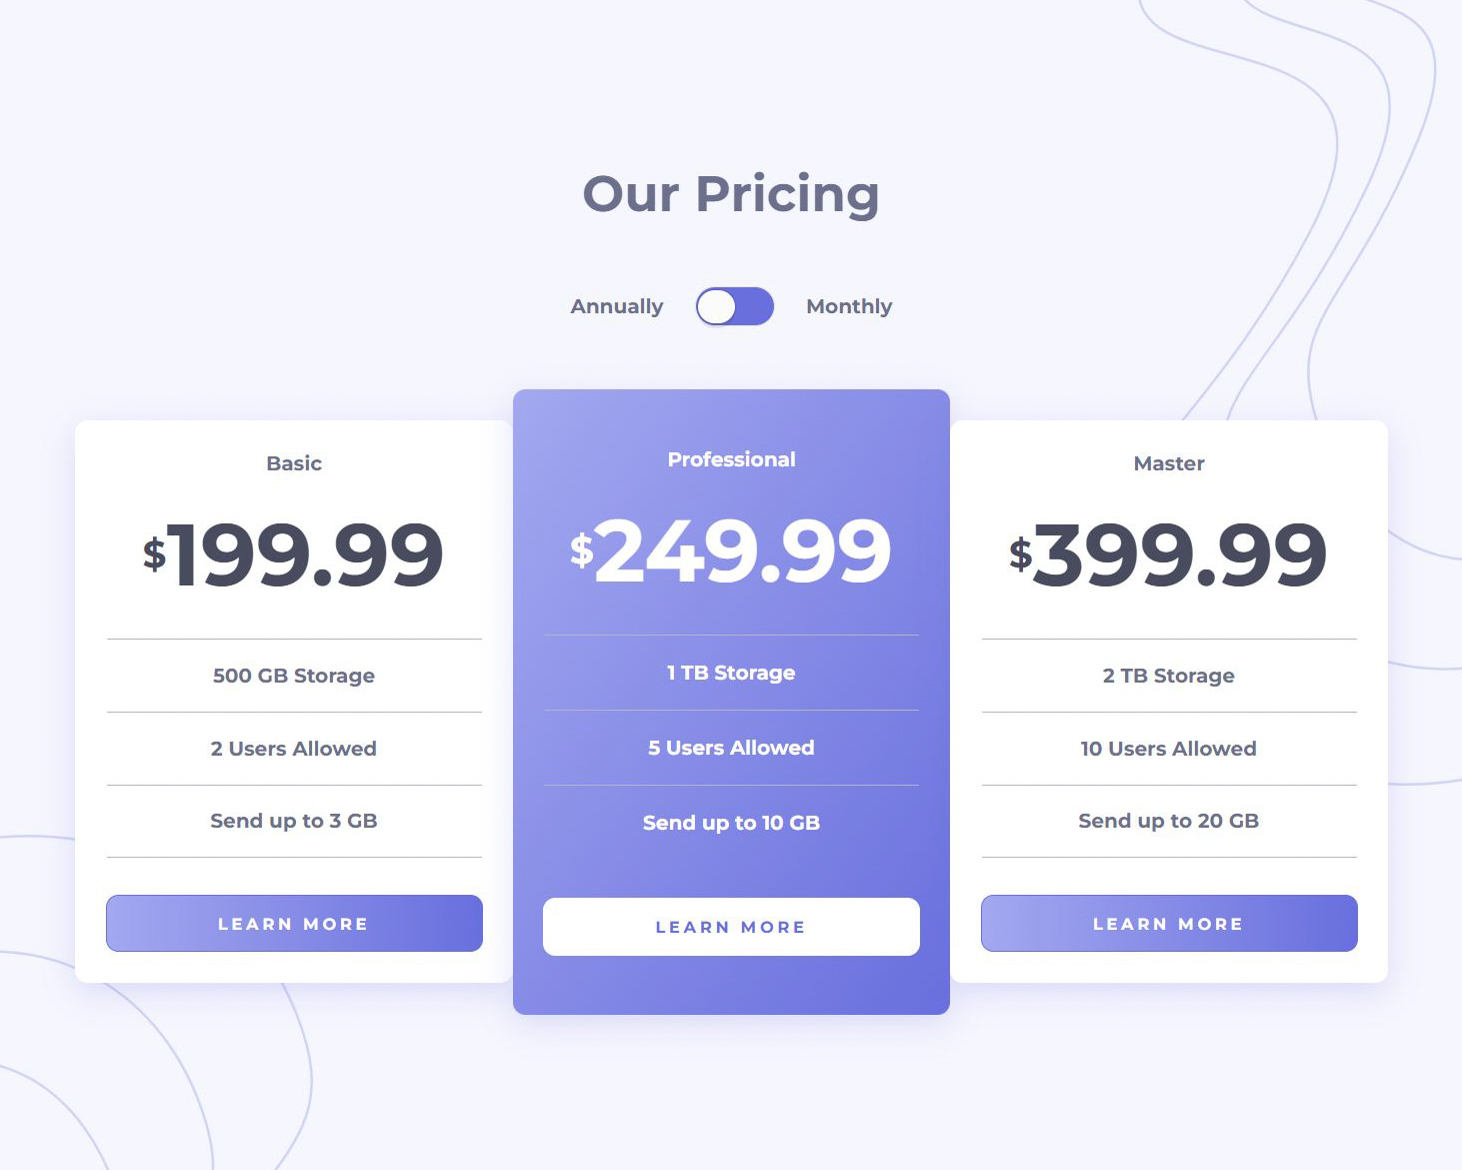 Our Pricing
Annually
Monthly
Basic
$199.99
500 GB Storage
2 Users Allowed
Send up to 3 GB
LEARN MORE
Professional
$249.99
1 TB Storage
5 Users Allowed
Send up to 10 GB
LEARN MORE
Master
$399.99
2 TB Storage
10 Users Allowed
Send up to 20 GB
LEARN MORE